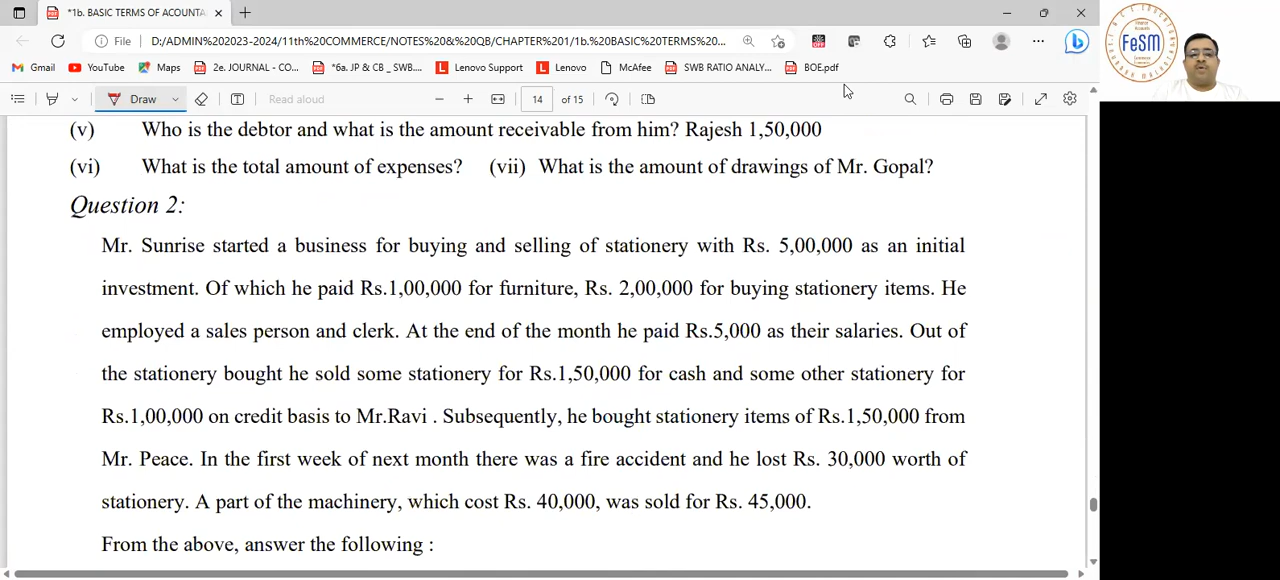 *1b. BASIC TERMS OF ACOUNTA
File
D:/ADMIN%202023-2024/11th%20COMMERCE/NOTES%20%20MQB/CHAPTER%201/1b.%20BASIC%20TERMS%...
Gmail YouTube Maps 2e. JOURNAL - CO... *6a. JP & CB _ SWB.... Lenovo Support Lenovo McAfee SWB RATIO ANALY... BOE.pdf
Draw Read aloud 14 of 15
FeSM
(v) Who is the debtor and what is the amount receivable from him? Rajesh 1,50,000
(vi) What is the total amount of expenses? (vii) What is the amount of drawings of Mr. Gopal?
Question 2:
Mr. Sunrise started a business for buying and selling of stationery with Rs. 5,00,000 as an initial
investment. Of which he paid Rs.1,00,000 for furniture, Rs. 2,00,000 for buying stationery items. He
employed a sales person and clerk. At the end of the month he paid Rs.5,000 as their salaries. Out of
the stationery bought he sold some stationery for Rs.1,50,000 for cash and some other stationery for
Rs.1,00,000 on credit basis to Mr.Ravi . Subsequently, he bought stationery items of Rs.1,50,000 from
Mr. Peace. In the first week of next month there was a fire accident and he lost Rs. 30,000 worth of
stationery. A part of the machinery, which cost Rs. 40,000, was sold for Rs. 45,000.
From the above, answer the following :